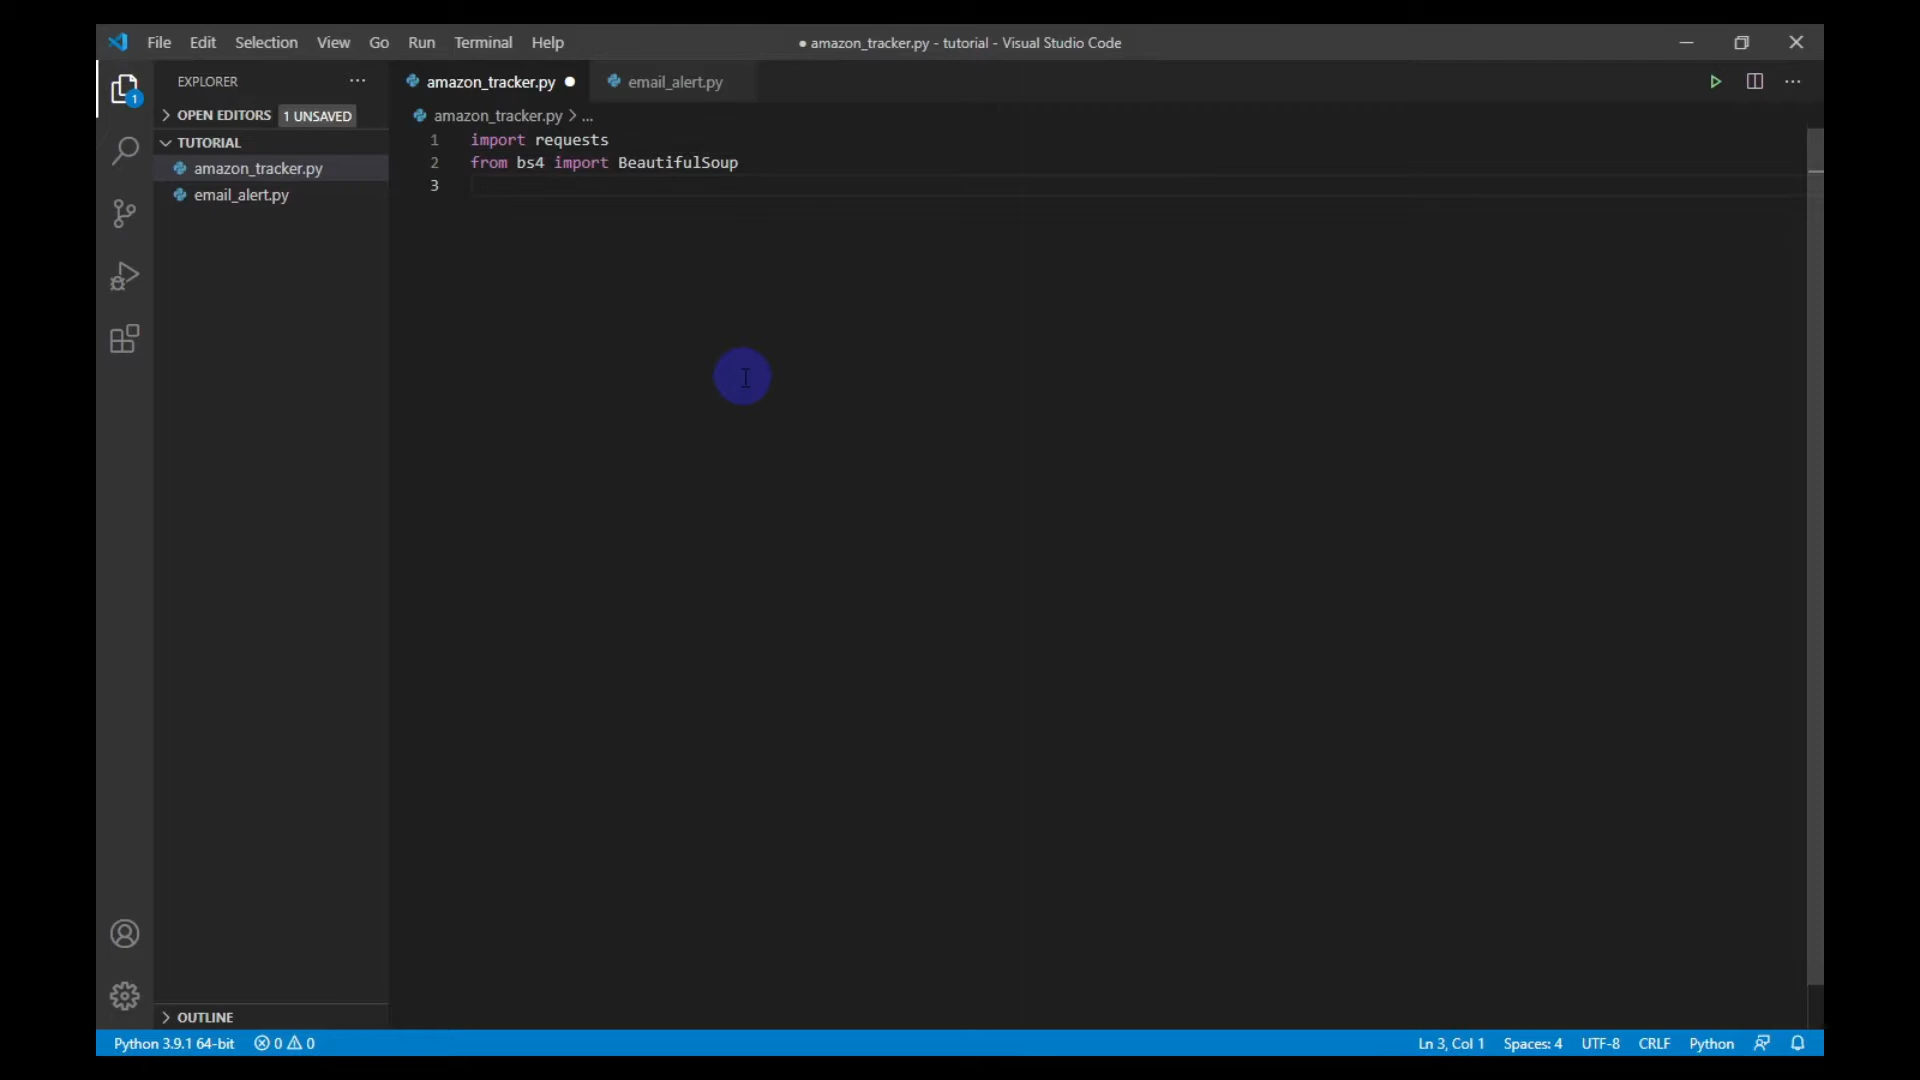 File Edit Selection View Go Run Terminal Help
● amazon_tracker.py - tutorial - Visual Studio Code
EXPLORER ···
OPEN EDITORS 1 UNSAVED
TUTORIAL
amazon_tracker.py
email_alert.py
1
amazon_tracker.py ●
email_alert.py
amazon_tracker.py > ...
1 import requests
2 from bs4 import BeautifulSoup
3
OUTLINE
Python 3.9.1 64-bit 0 0
Ln 3, Col 1 Spaces: 4 UTF-8 CRLF Python